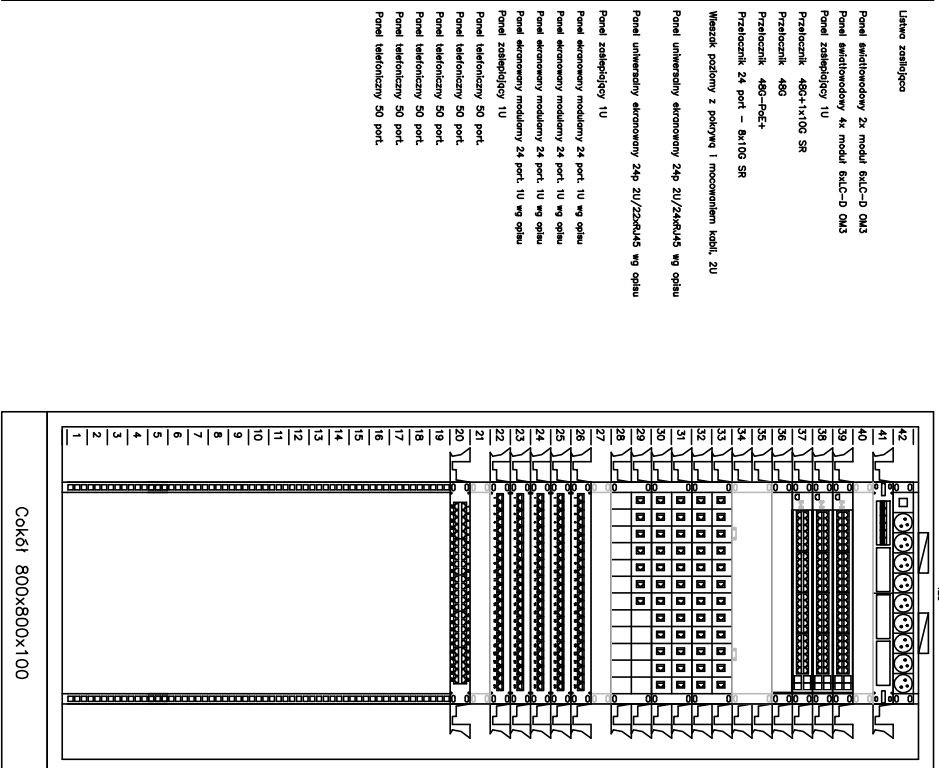 Listwa zasilająca
Panel światłowodowy 2x moduł 6xLC-D OM3
Panel światłowodowy 4x moduł 6xLC-D OM3
Panel zaślepiający 1U
Przełącznik 48G+1x10G SR
Przełącznik 48G
Przełącznik 48G-PoE+
Przełącznik 24 port - 8x10G SR
Wieszak poziomy z pokrywą i mocowaniem kabli, 2U
Panel uniwersalny ekranowany 24p 2U/24xRJ45 wg opisu
Panel uniwersalny ekranowany 24p 2U/22xRJ45 wg opisu
Panel zaślepiający 1U
Panel ekranowany modularny 24 port. 1U wg opisu
Panel ekranowany modularny 24 port. 1U wg opisu
Panel ekranowany modularny 24 port. 1U wg opisu
Panel ekranowany modularny 24 port. 1U wg opisu
Panel zaślepiający 1U
Panel telefoniczny 50 port.
Panel telefoniczny 50 port.
Panel telefoniczny 50 port.
Panel telefoniczny 50 port.
Panel telefoniczny 50 port.
Panel telefoniczny 50 port.
42
41
40
39
38
37
36
35
34
33
32
31
30
29
28
27
26
25
24
23
22
21
20
19
18
17
16
15
14
13
12
11
10
9
8
7
6
5
4
3
2
1
Cokół 800x800x100